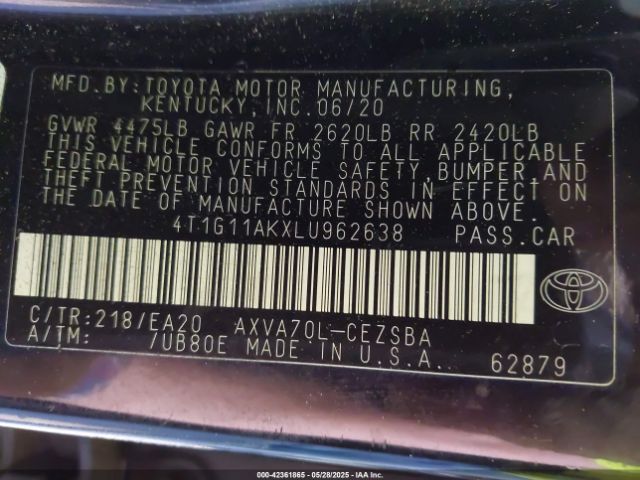 MFD.BY:TOYOTA MOTOR MANUFACTURING,
KENTUCKY, INC. 06/20
GVWR 4475LB GAWR FR 2620LB RR 2420LB
THIS VEHICLE CONFORMS TO ALL APPLICABLE
FEDERAL MOTOR VEHICLE SAFETY, BUMPER AND
THEFT PREVENTION STANDARDS IN EFFECT ON
THE DATE OF MANUFACTURE SHOWN ABOVE.
4T1G11AKXLU962638 PASS.CAR
C/TR:218/EA20 AXVA70L-CEZSBA
A/TM: /UB80E MADE IN U.S.A. 62879
TOYOTA
000-42361865 | 05/28/2025 | IAA Inc.